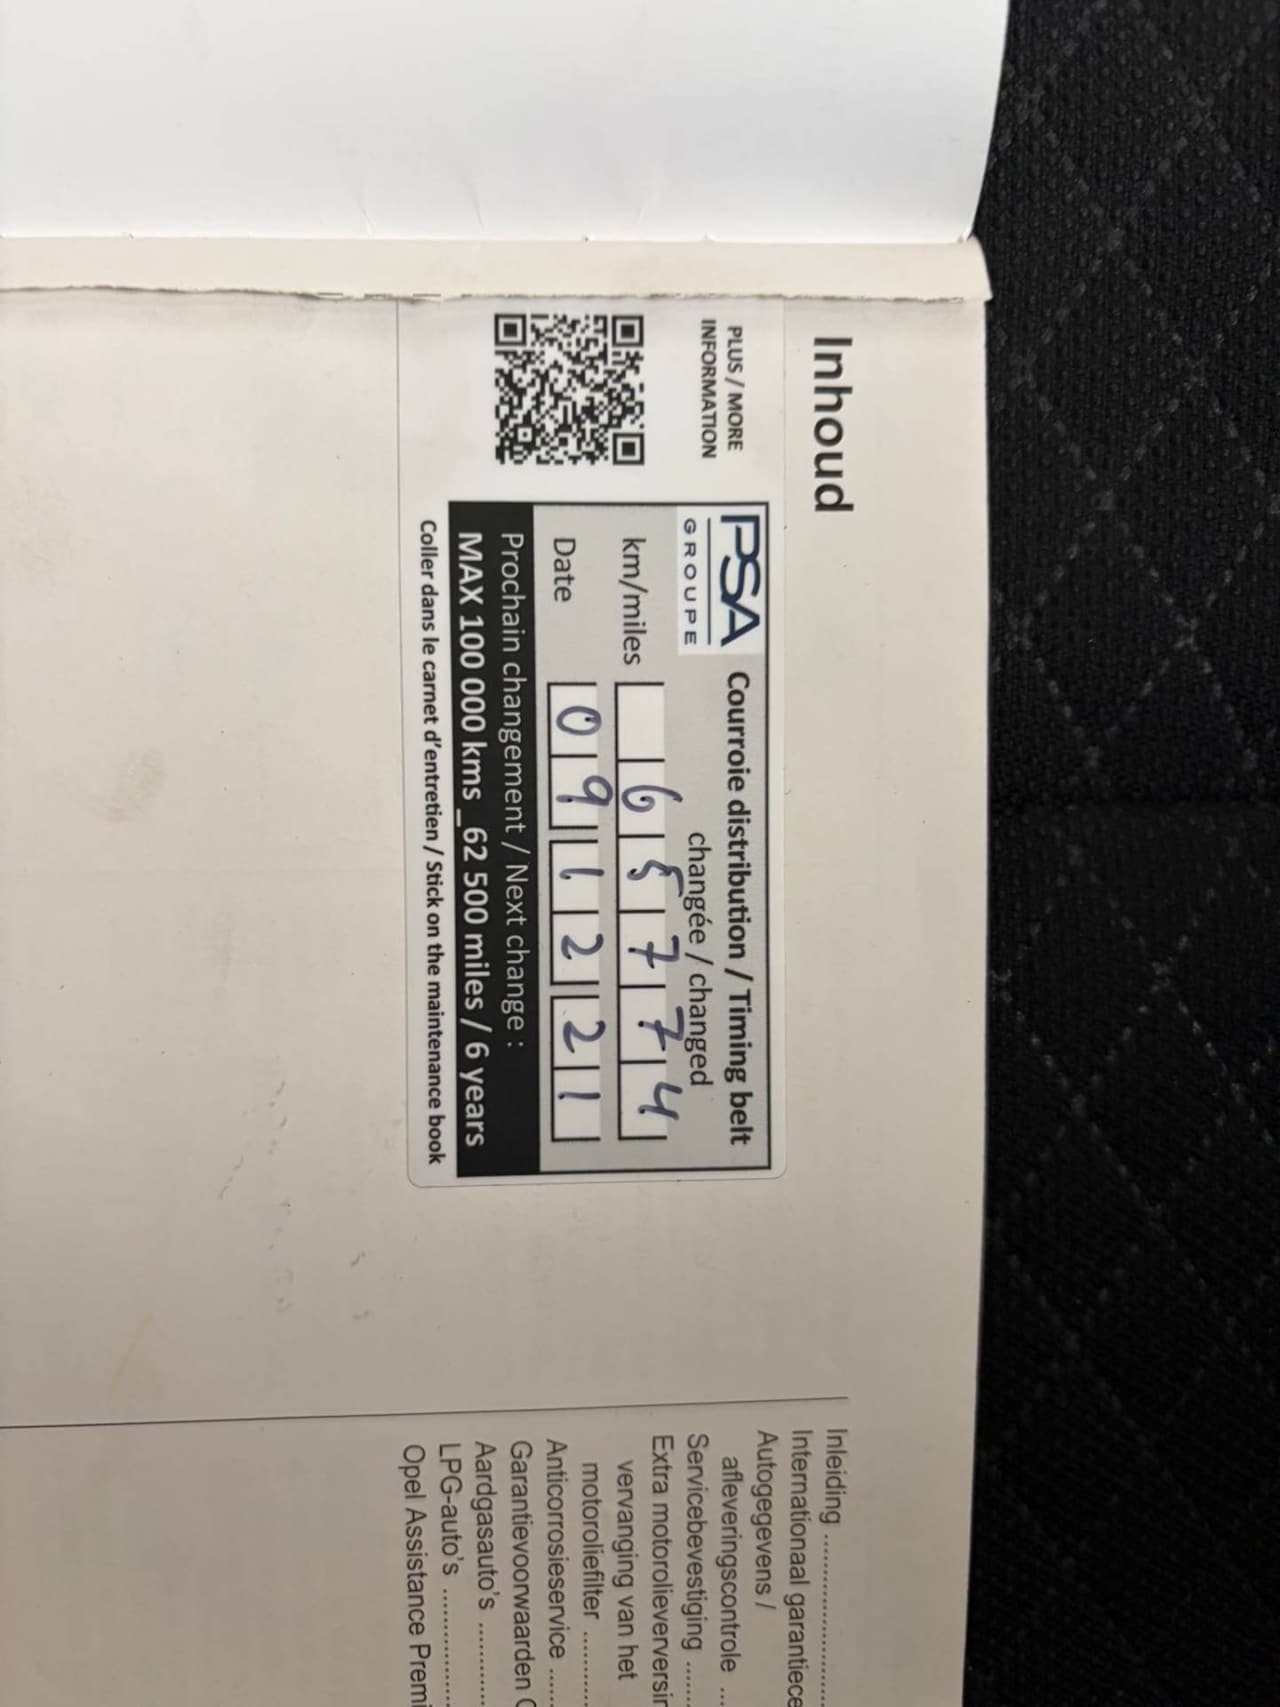 Inhoud
PLUS / MORE
INFORMATION
PSA
GROUPE
Courroie distribution / Timing belt
changée / changed
km/miles 65774
Date 09 12 21
Prochain changement / Next change :
MAX 100 000 kms _62 500 miles / 6 years
Coller dans le carnet d'entretien / Stick on the maintenance book
Inleiding ..................
Internationaal garantiece
Autogegevens /
afleveringscontrole ...
Servicebevestiging ......
Extra motorolieverversin
vervanging van het
motoroliefilter .........
Anticorrosieservice .....
Garantievoorwaarden
Aardgasauto's ..........
LPG-auto's ..............
Opel Assistance Premi